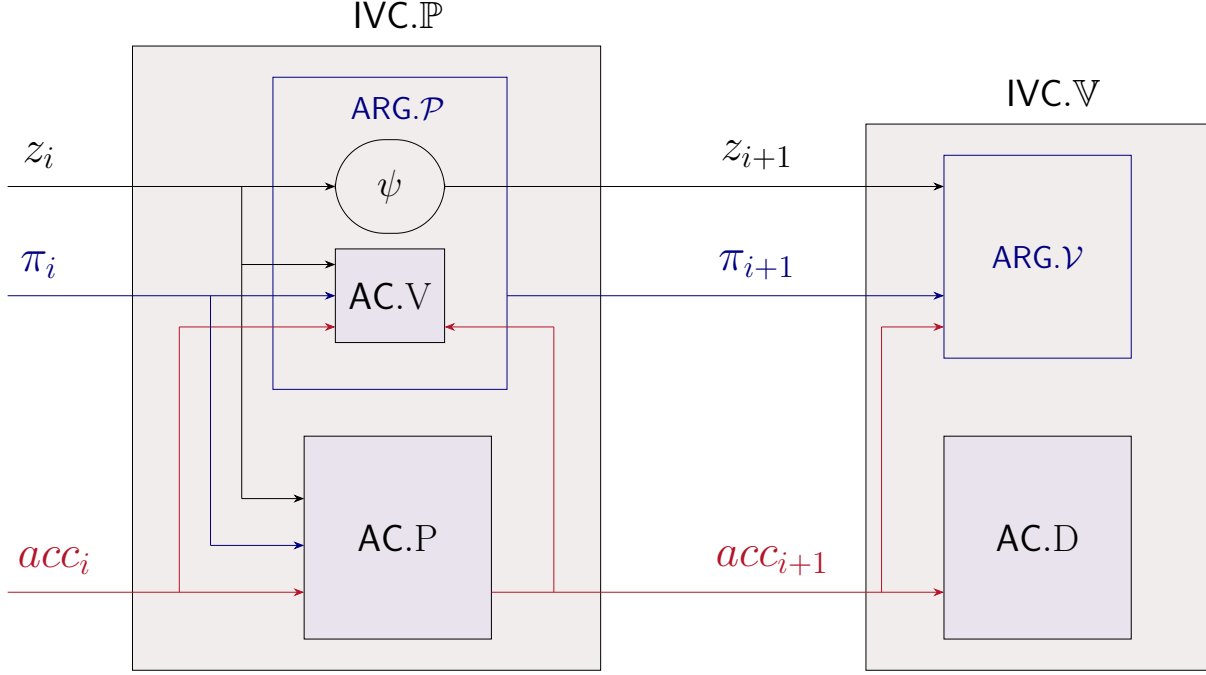 IVC.ℙ
IVC.𝕍
ARG.𝒫
z_i
ψ
z_{i+1}
π_i
AC.V
π_{i+1}
ARG.𝒱
acc_i
AC.P
acc_{i+1}
AC.D